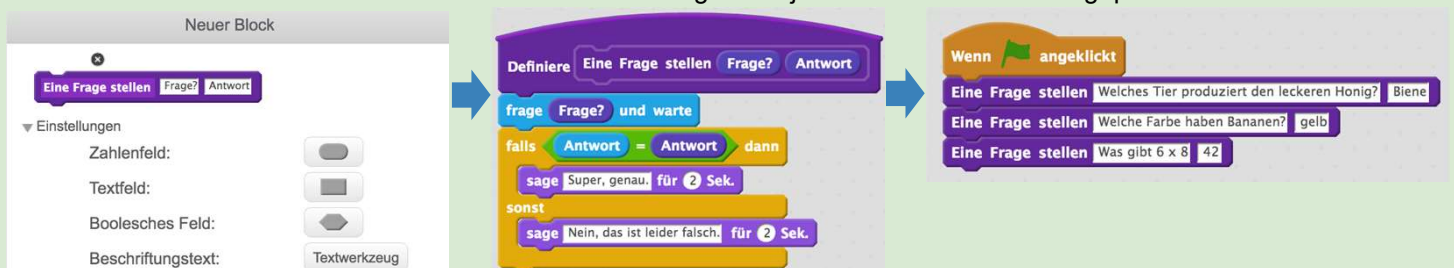 Neuer Block
Eine Frage stellen Frage? Antwort
Einstellungen
Zahlenfeld:
Textfeld:
Boolesches Feld:
Beschriftungstext: Textwerkzeug
Definiere Eine Frage stellen Frage? Antwort
frage Frage? und warte
falls Antwort = Antwort dann
sage Super, genau. für 2 Sek.
sonst
sage Nein, das ist leider falsch. für 2 Sek.
Wenn angeklickt
Eine Frage stellen Welches Tier produziert den leckeren Honig? Biene
Eine Frage stellen Welche Farbe haben Bananen? gelb
Eine Frage stellen Was gibt 6 x 8 42